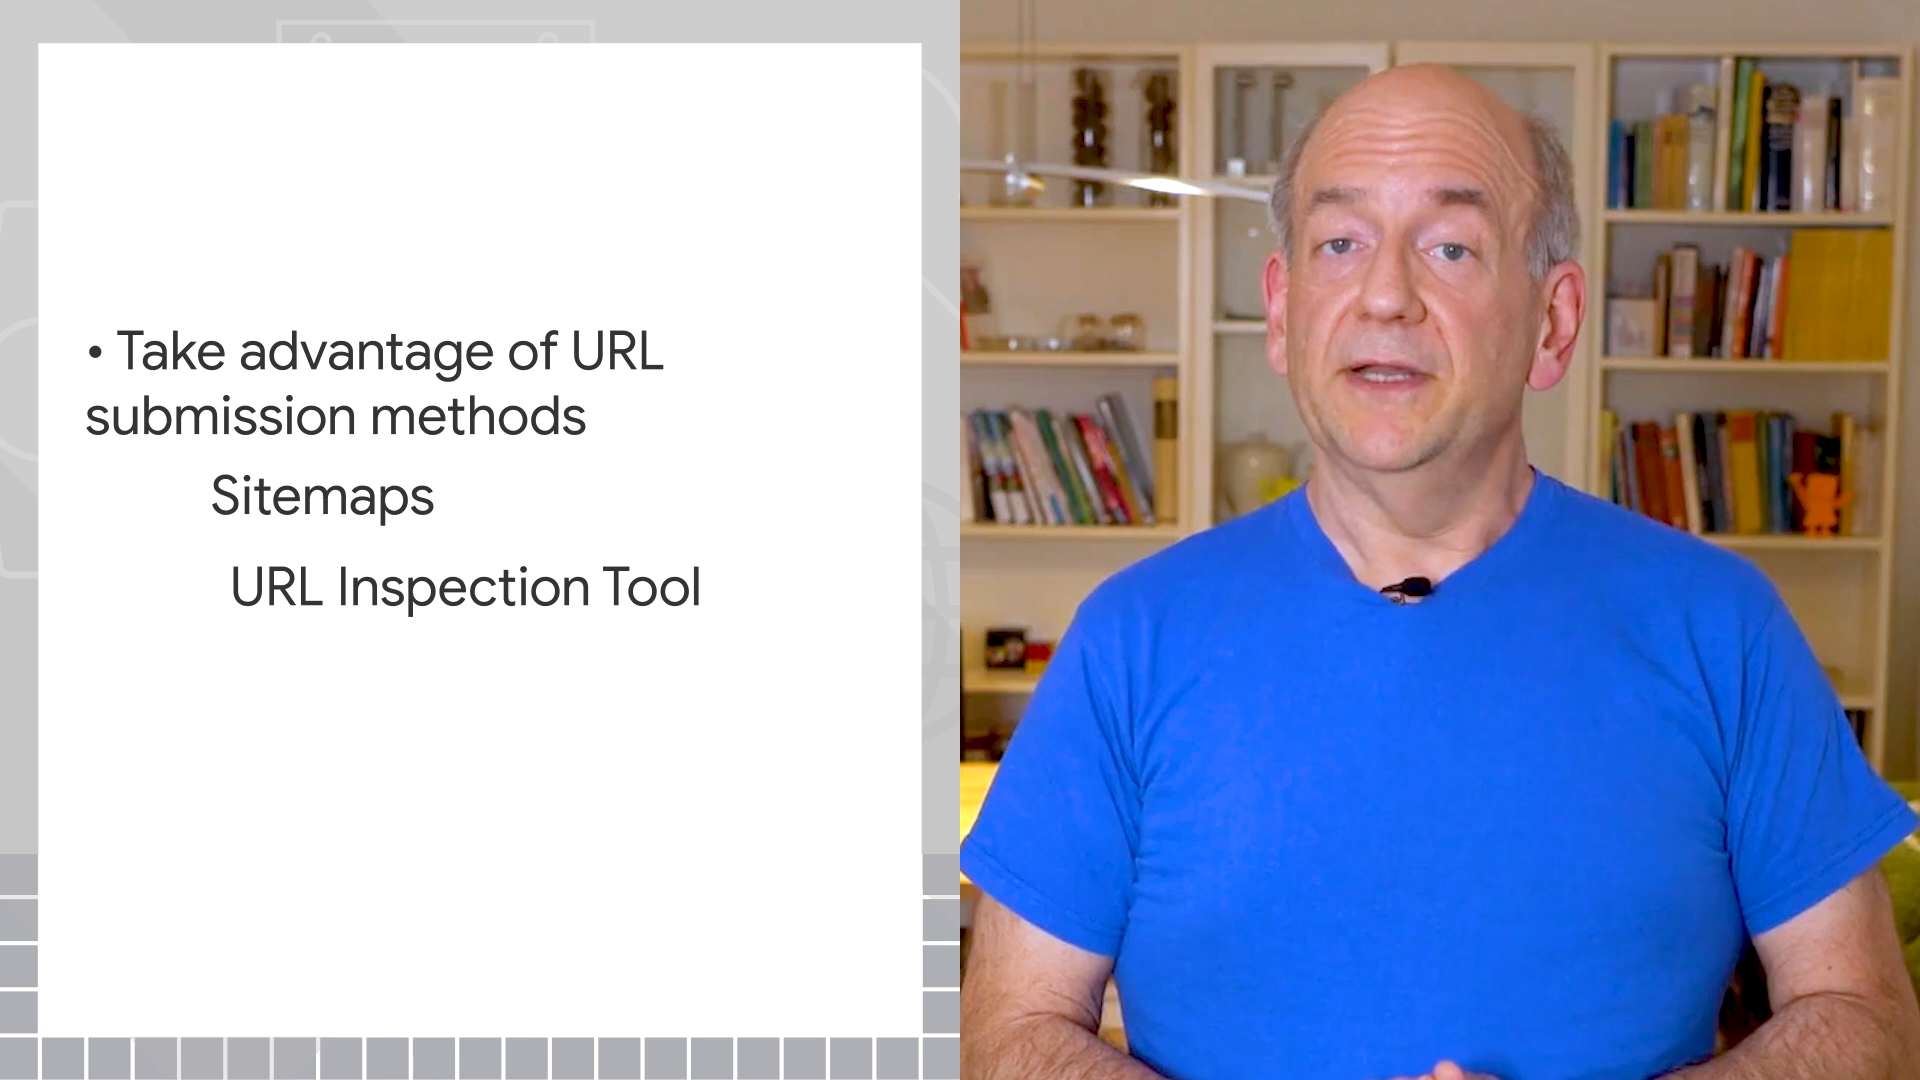 • Take advantage of URL
submission methods
Sitemaps
URL Inspection Tool